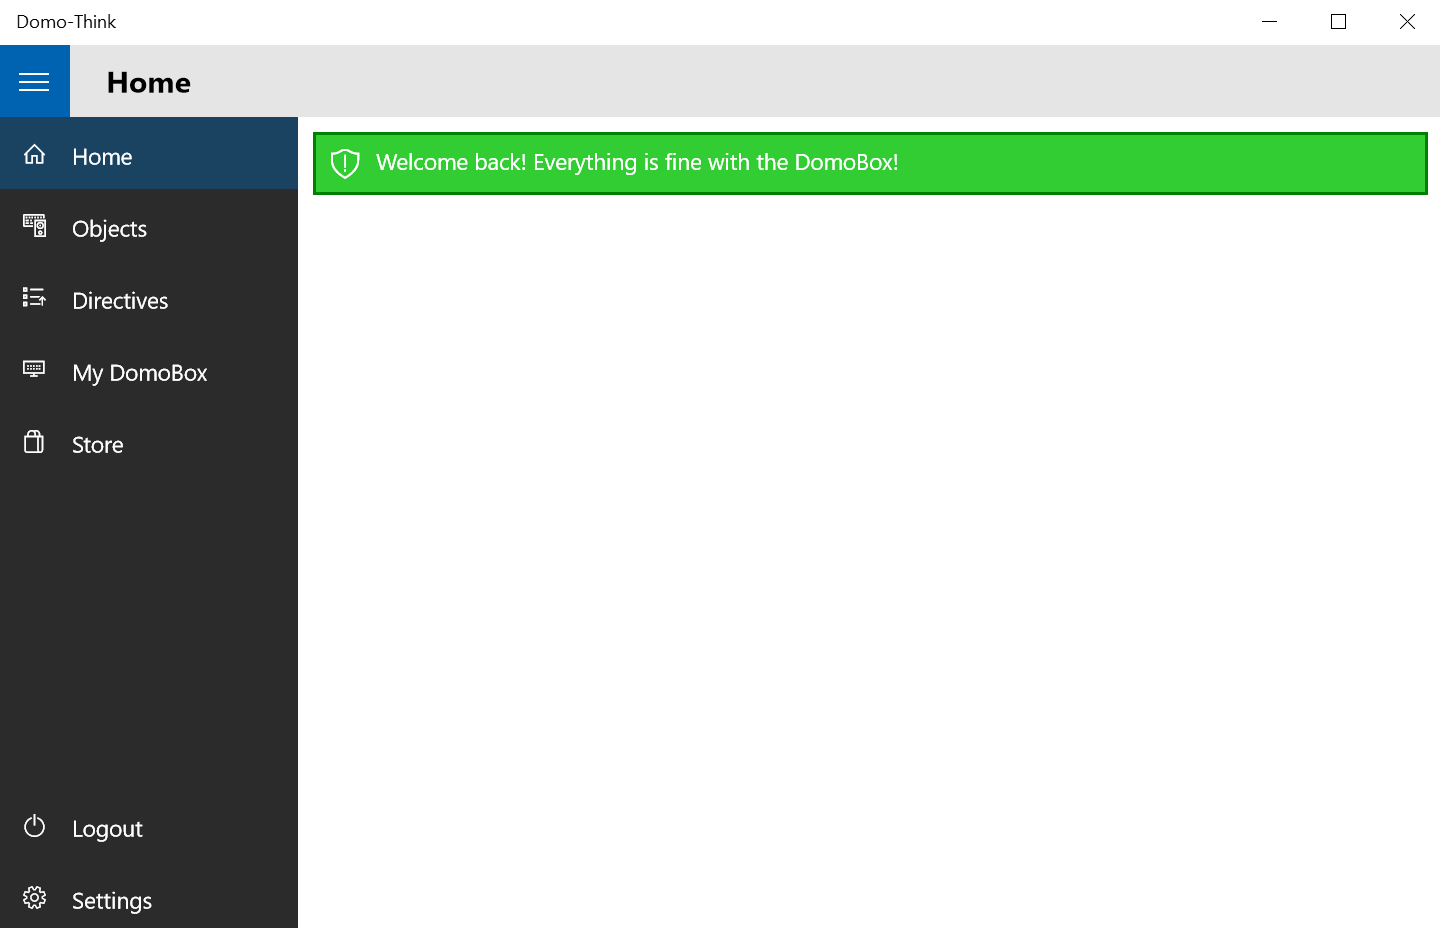 Domo-Think
Home
Home
Welcome back! Everything is fine with the DomoBox!
Objects
Directives
My DomoBox
Store
Logout
Settings